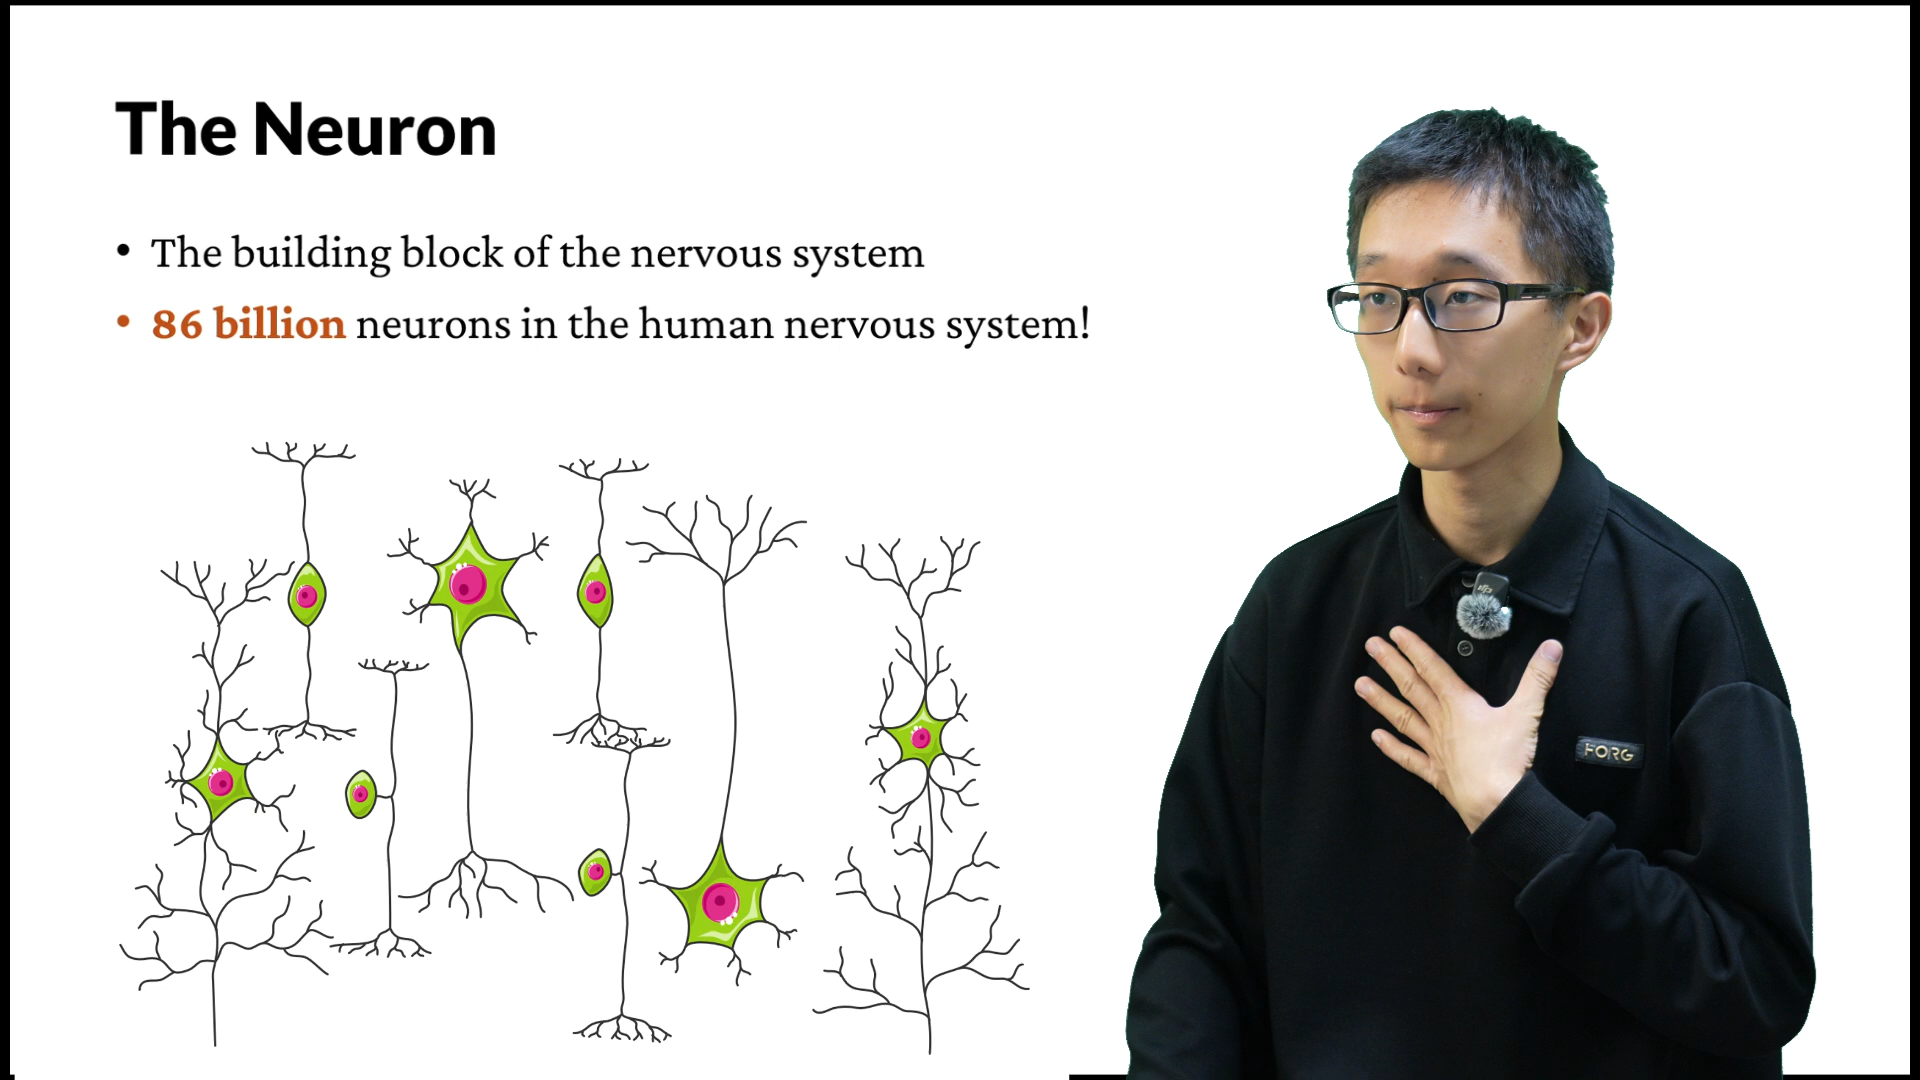 The Neuron
• The building block of the nervous system
• 86 billion neurons in the human nervous system!
FORG